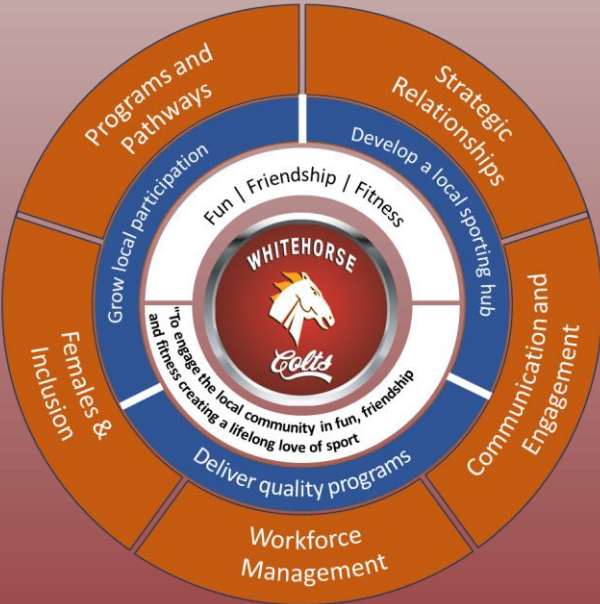 Programs and
Pathways
Strategic
Relationships
Grow local participation
Develop a local sporting hub
Fun | Friendship | Fitness
WHITEHORSE
Colts
"To engage the local community in fun, friendship
and fitness creating a lifelong love of sport
Females &
Inclusion
Communication and
Engagement
Deliver quality programs
Workforce
Management